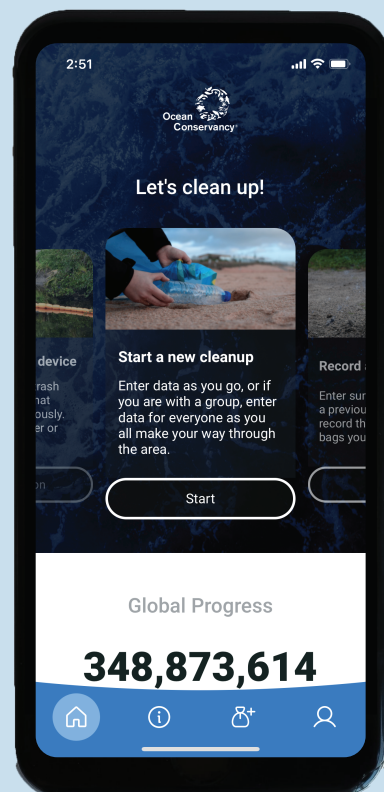 2:51
Ocean
Conservancy
Let's clean up!
device
rash
hat
ously.
er or
on
Start a new cleanup
Enter data as you go, or if
you are with a group, enter
data for everyone as you
all make your way through
the area.
Start
Record
Enter sur
a previou
record th
bags you
Global Progress
348,873,614